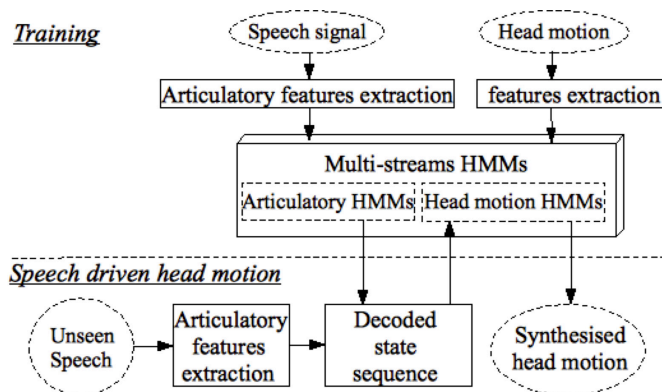 Training
Speech signal
Head motion
Articulatory features extraction
features extraction
Multi-streams HMMs
Articulatory HMMs
Head motion HMMs
Speech driven head motion
Unseen
Speech
Articulatory
features
extraction
Decoded
state
sequence
Synthesised
head motion